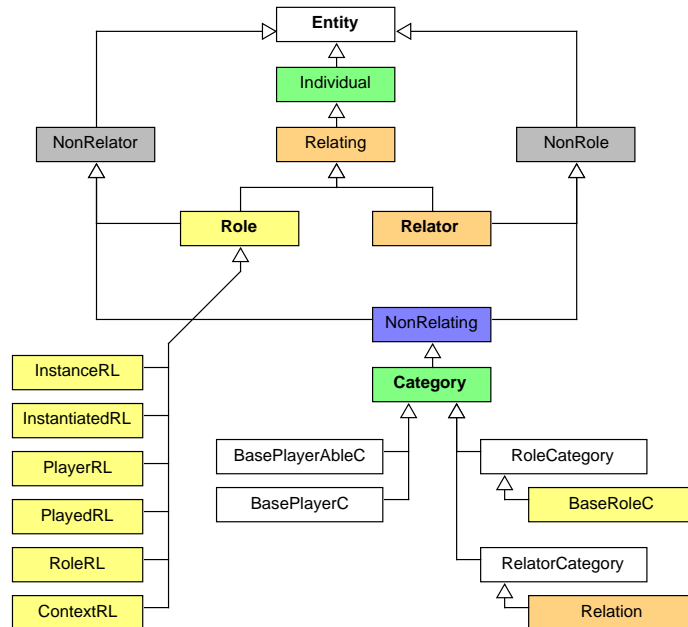 Entity
Individual
NonRelator
Relating
NonRole
Role
Relator
NonRelating
InstanceRL
Category
InstantiatedRL
BasePlayerAbleC
RoleCategory
PlayerRL
BasePlayerC
BaseRoleC
PlayedRL
RoleRL
RelatorCategory
ContextRL
Relation